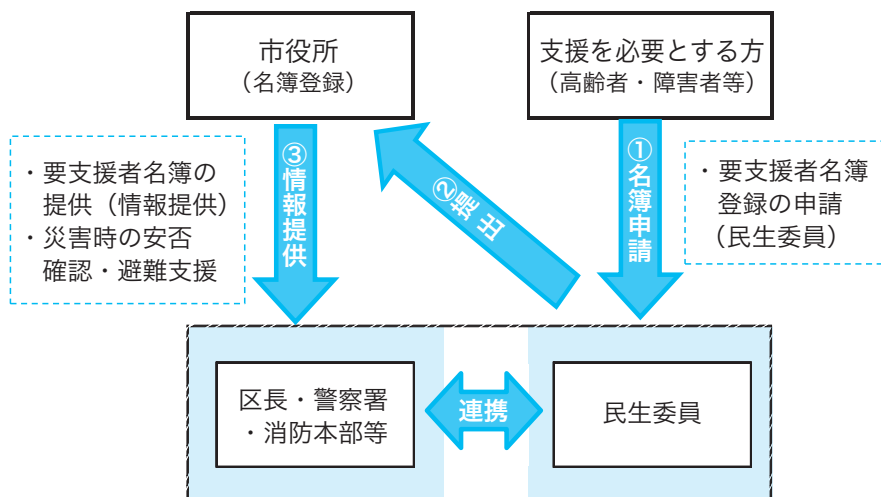 市役所
（名簿登録）
支援を必要とする方
（高齢者・障害者等）
・要支援者名簿の
提供（情報提供）
・災害時の安否
確認・避難支援
③情報提供
②提出
①名簿申請
・要支援者名簿
登録の申請
（民生委員）
区長・警察署
・消防本部等
連携
民生委員